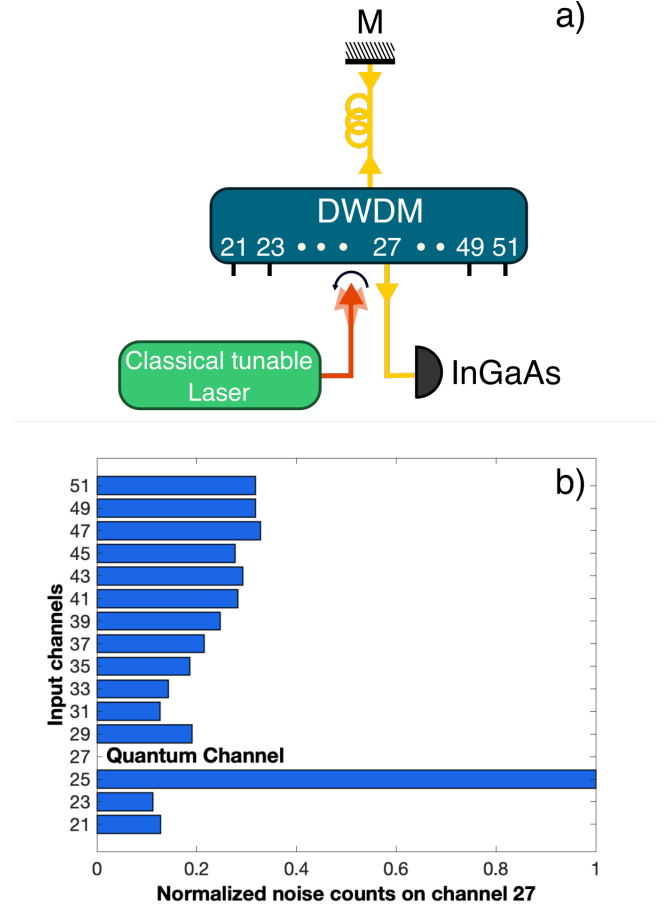 a)
M
DWDM
21 23 • • • 27 • • 49 51
Classical tunable
Laser
InGaAs
b)
Input channels
51
49
47
45
43
41
39
37
35
33
31
29
27 Quantum Channel
25
23
21
0 0.2 0.4 0.6 0.8 1
Normalized noise counts on channel 27